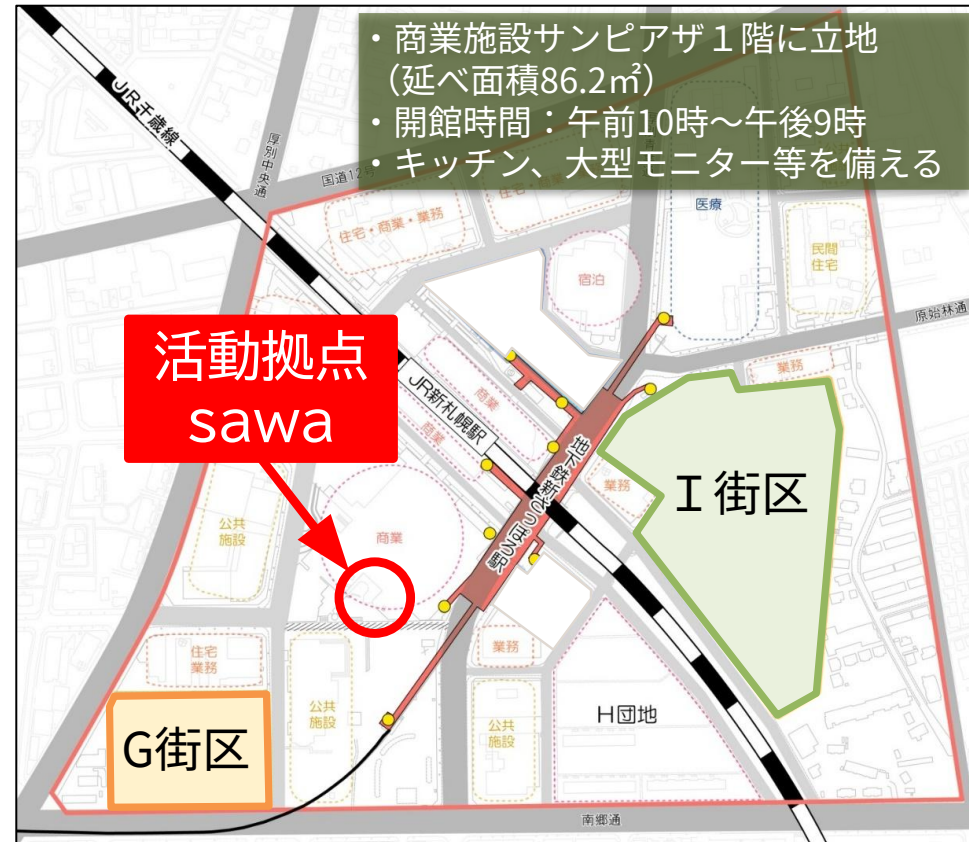 ・商業施設サンピアザ１階に立地
（延べ面積86.2㎡）
・開館時間：午前10時～午後9時
・キッチン、大型モニター等を備える
JR千歳線
厚別中央通
国道12号
住宅・商業・業務
医療
民間
住宅
宿泊
原始林通
業務
活動拠点
sawa
JR新札幌駅
商業
商業
地下鉄新さっぽろ駅
業務
Ｉ街区
公共
施設
商業
住宅
業務
業務
公共
施設
公共
施設
H団地
G街区
南郷通